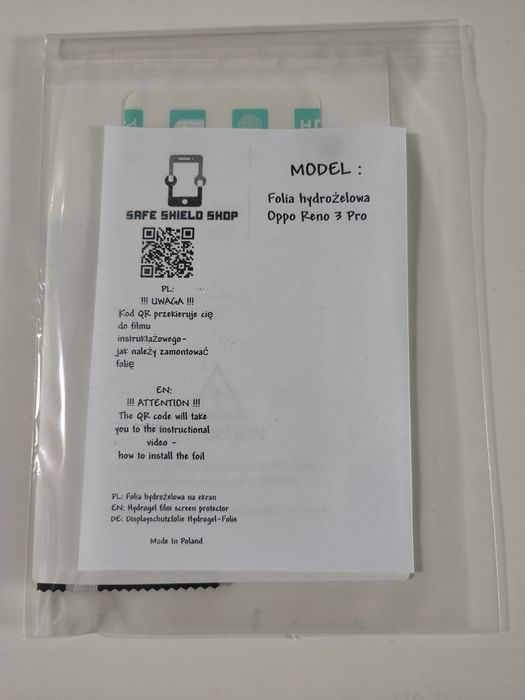 SAFE SHIELD SHOP
PL:
!!! UWAGA !!!
Kod QR przekieruje cię
do filmu
instruktażowego-
jak należy zamontować
folię
EN:
!!! ATTENTION !!!
The QR code will take
you to the instructional
video -
how to install the foil
PL: Folia hydrożelowa na ekran
EN: Hydrogel film screen protector
DE: Displayschutzfolie Hydrogel-Folie
Made In Poland
MODEL :
Folia hydrożelowa
Oppo Reno 3 Pro